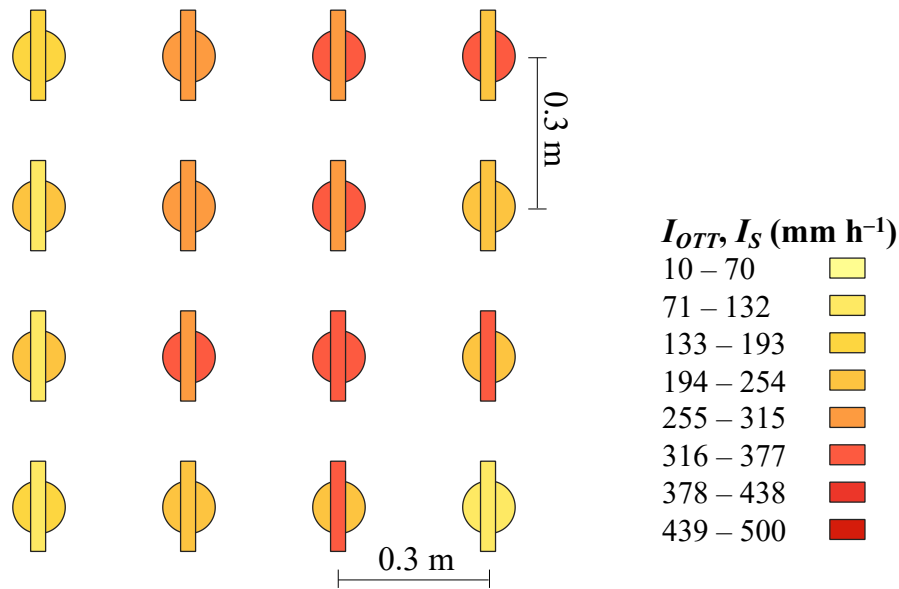 0.3 m
I_OTT, I_S (mm h⁻¹)
10 – 70
71 – 132
133 – 193
194 – 254
255 – 315
316 – 377
378 – 438
439 – 500
0.3 m